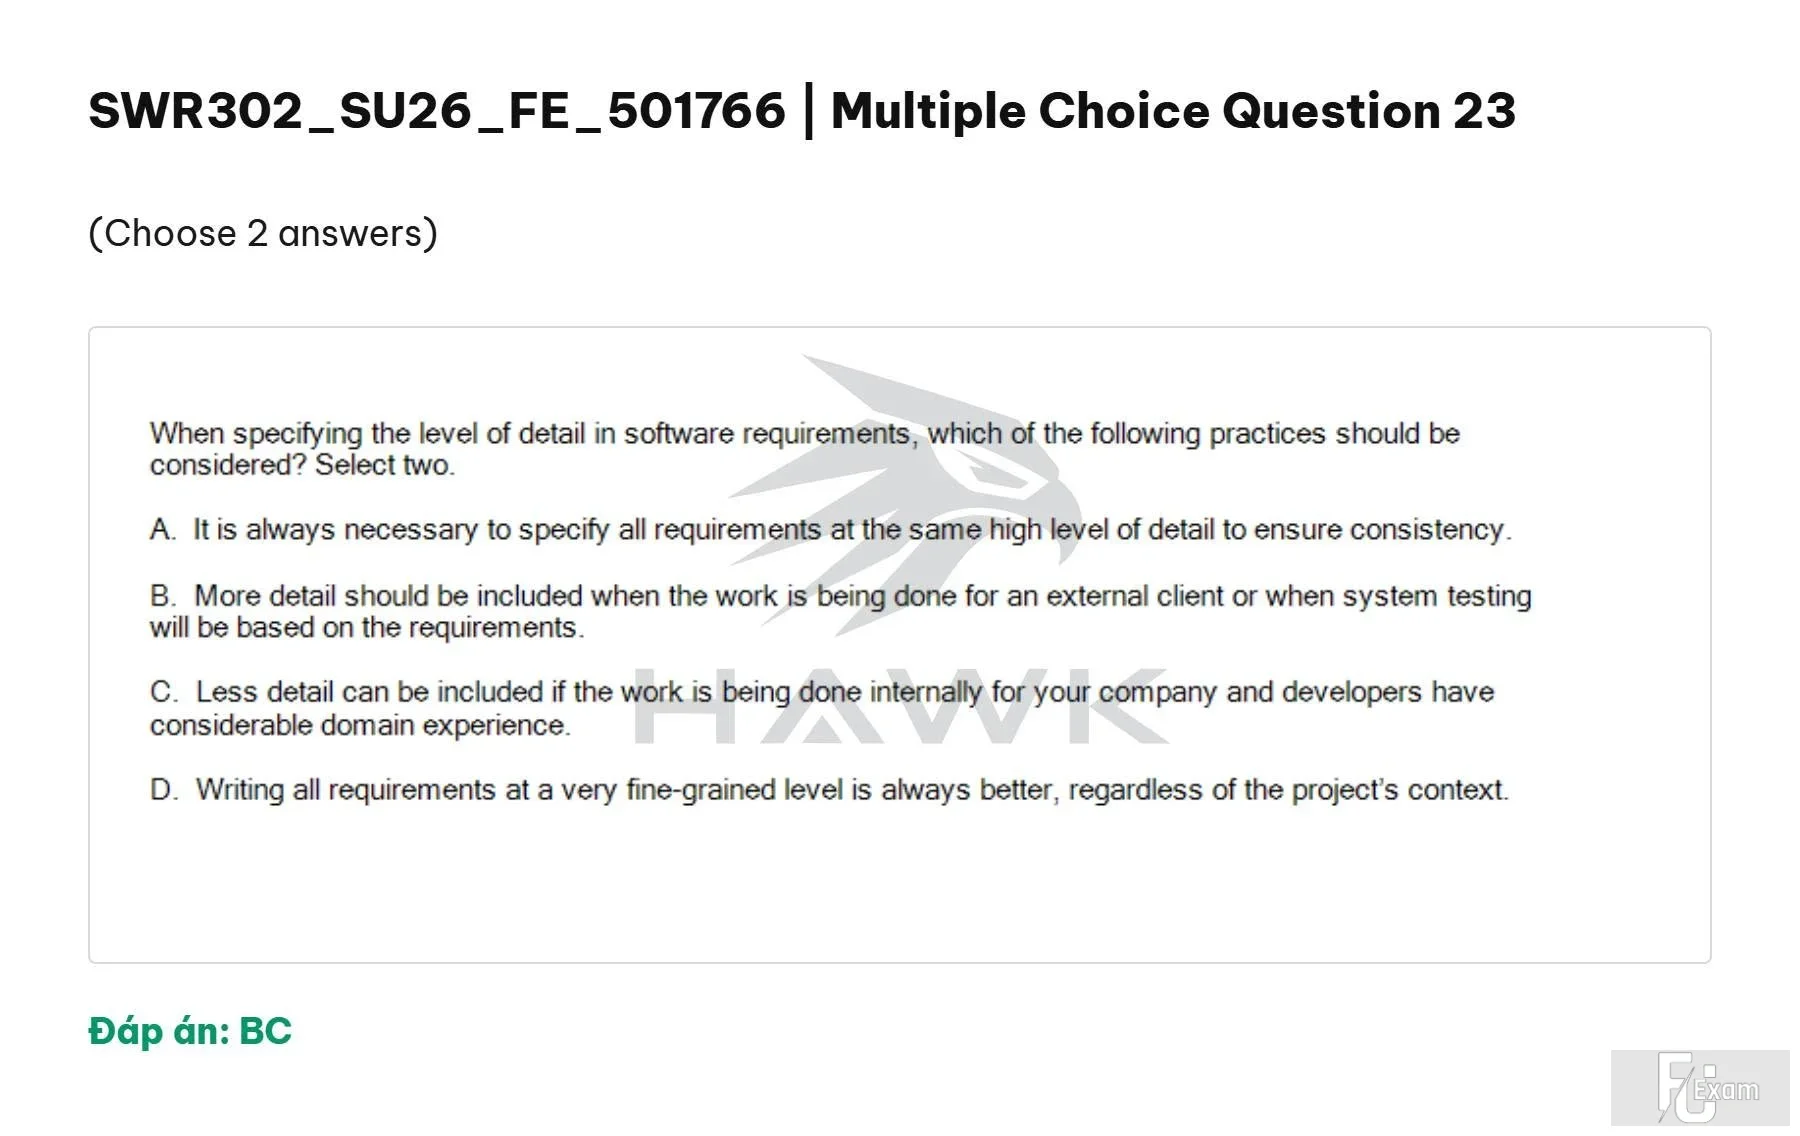 SWR302_SU26_FE_501766 | Multiple Choice Question 23
(Choose 2 answers)
When specifying the level of detail in software requirements, which of the following practices should be
considered? Select two.
A. It is always necessary to specify all requirements at the same high level of detail to ensure consistency.
B. More detail should be included when the work is being done for an external client or when system testing
will be based on the requirements.
C. Less detail can be included if the work is being done internally for your company and developers have
considerable domain experience.
D. Writing all requirements at a very fine-grained level is always better, regardless of the project's context.
HAWK
Đáp án: BC
FU Exam